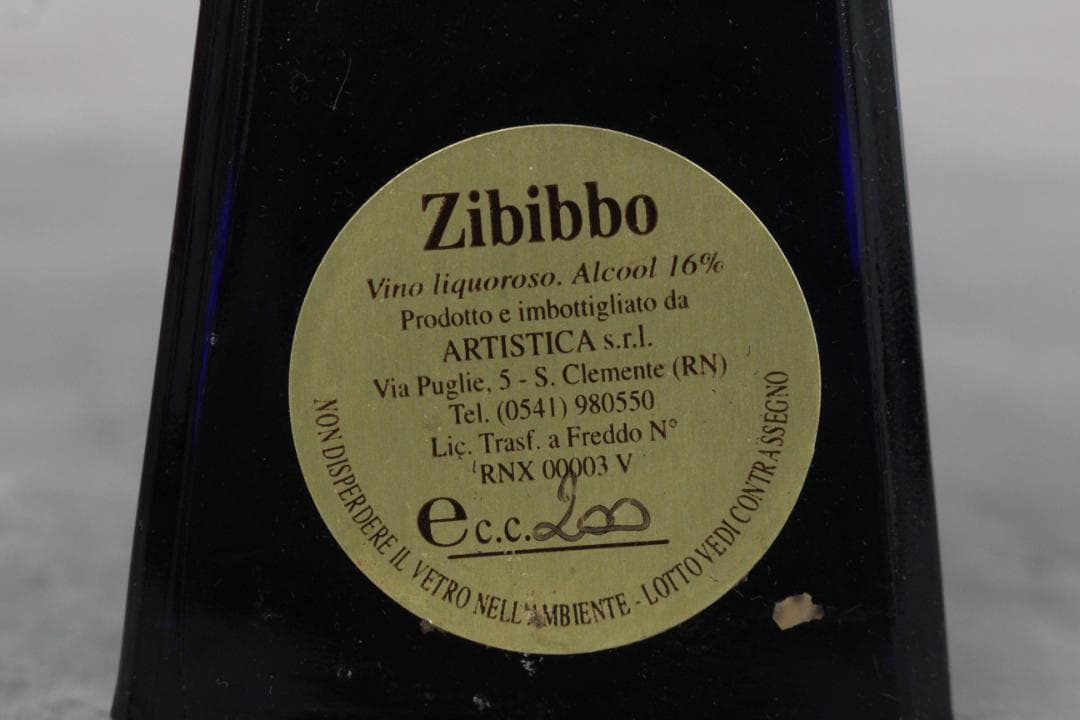 Zibibbo
Vino liquoroso. Alcool 16%
Prodotto e imbottigliato da
ARTISTICA s.r.l.
Via Puglie, 5 - S. Clemente (RN)
Tel. (0541) 980550
Lic. Trasf. a Freddo N°
RNX 00003 V
e c.c. 200
NON DISPERDERE IL VETRO NELL'AMBIENTE - LOTTO VEDI CONTRASSEGNO